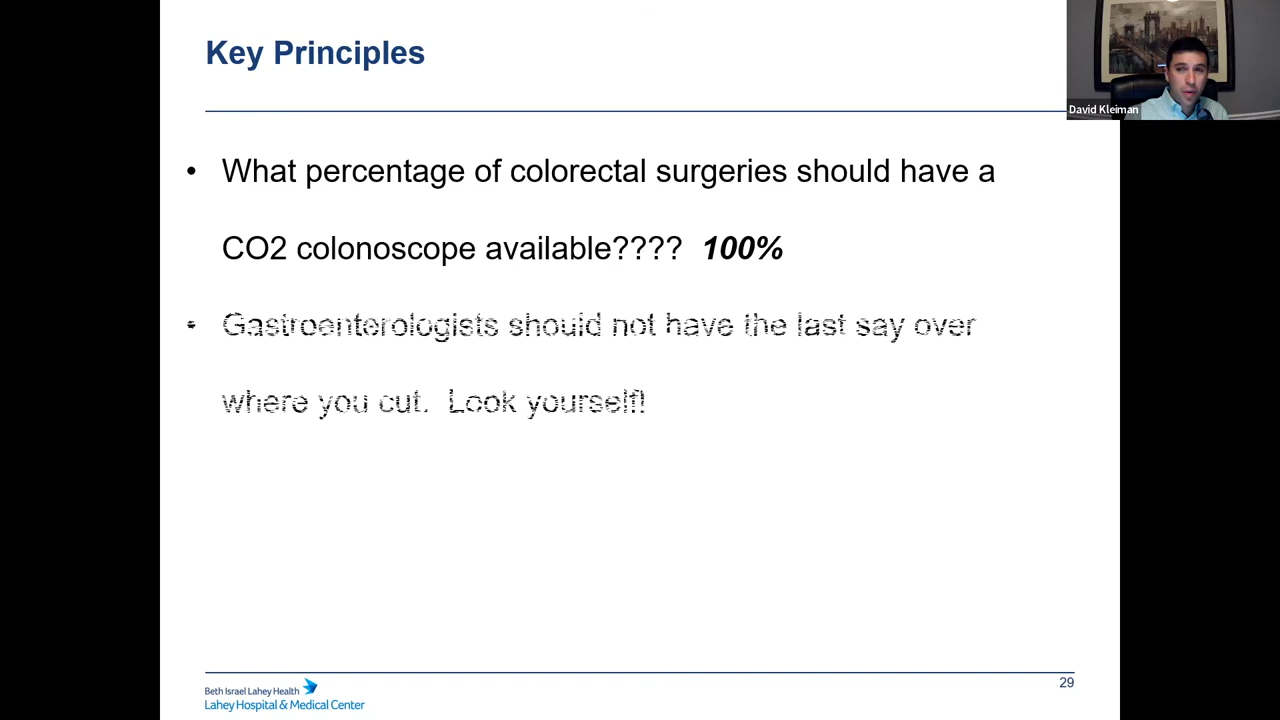 Key Principles
David Kleiman
• What percentage of colorectal surgeries should have a
CO2 colonoscope available???? 100%
• Gastroenterologists should not have the last say over
where you cut. Look yourself!
29
Beth Israel Lahey Health
Lahey Hospital & Medical Center